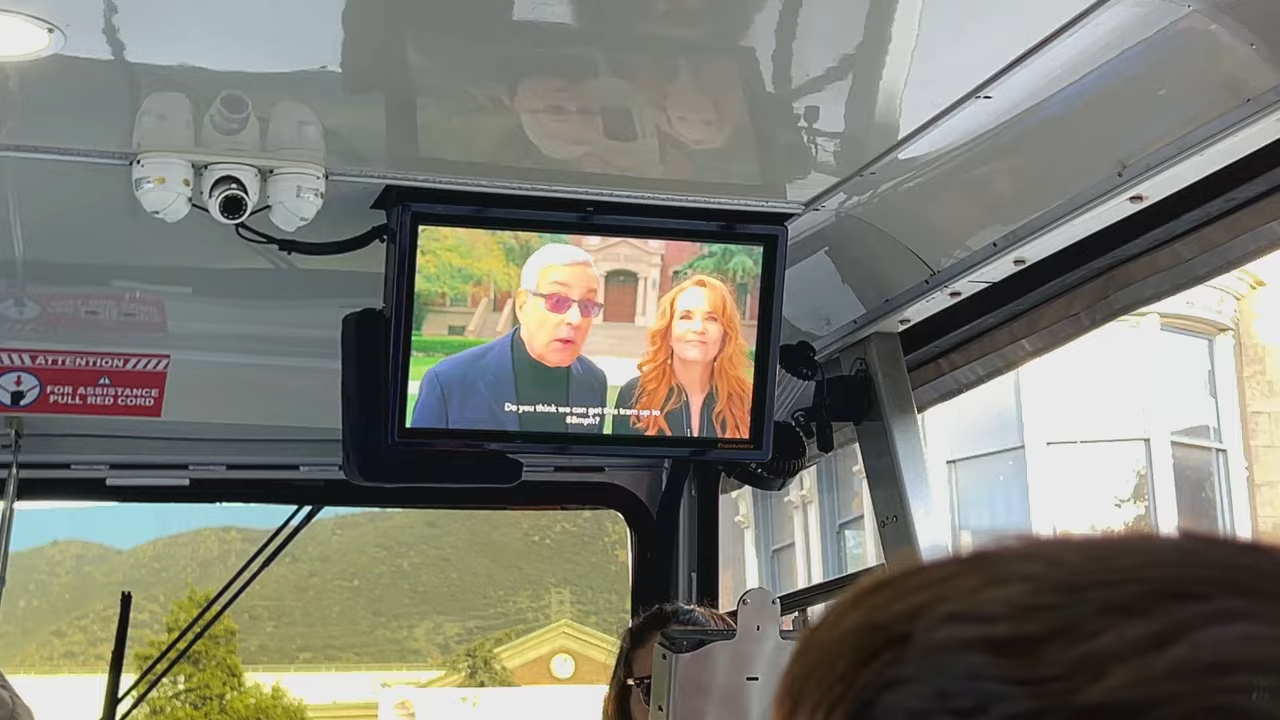 ATTENTION
FOR ASSISTANCE
PULL RED CORD
Do you think we can get this tram up to
88mph?